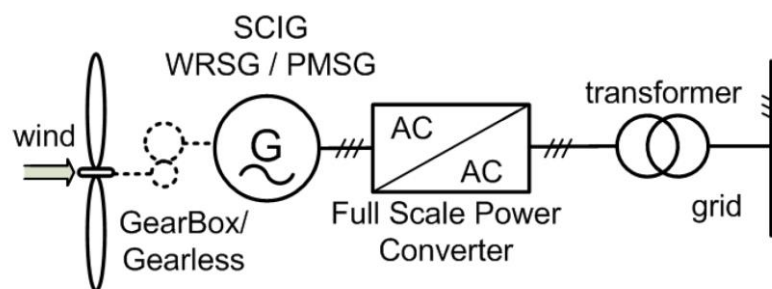 SCIG
WRSG / PMSG
wind
GearBox/
Gearless
G
AC
AC
Full Scale Power
Converter
transformer
grid